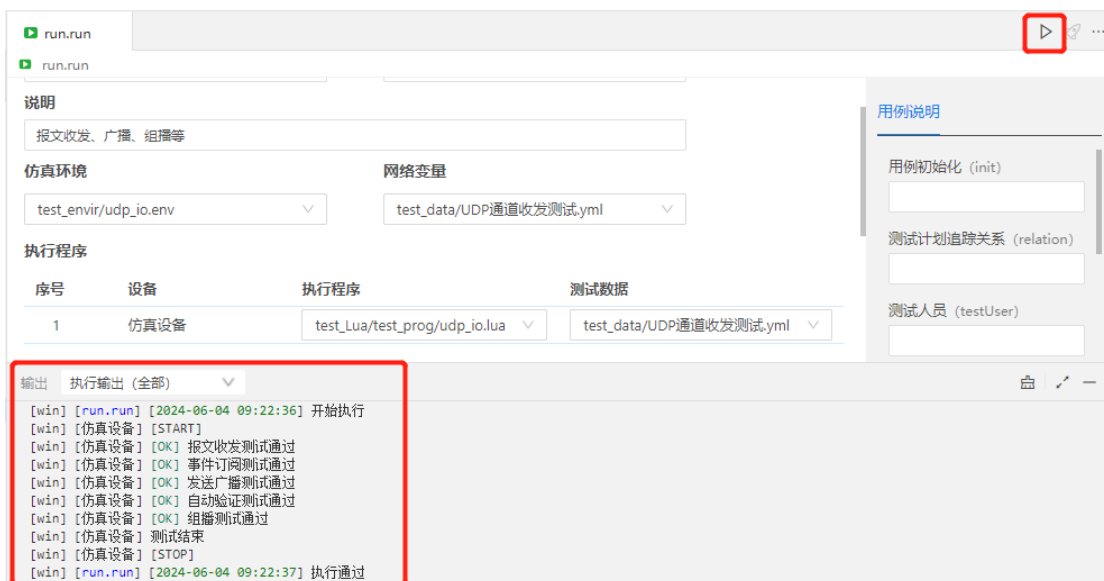 run.run
run.run
说明
报文收发、广播、组播等
仿真环境 网络变量
test_envir/udp_io.env test_data/UDP通道收发测试.yml
执行程序
序号 设备 执行程序 测试数据
1 仿真设备 test_Lua/test_prog/udp_io.lua test_data/UDP通道收发测试.yml
用例说明
用例初始化 (init)
测试计划追踪关系 (relation)
测试人员 (testUser)
输出 执行输出 (全部)
[win] [run.run] [2024-06-04 09:22:36] 开始执行
[win] [仿真设备] [START]
[win] [仿真设备] [OK] 报文收发测试通过
[win] [仿真设备] [OK] 事件订阅测试通过
[win] [仿真设备] [OK] 发送广播测试通过
[win] [仿真设备] [OK] 自动验证测试通过
[win] [仿真设备] [OK] 组播测试通过
[win] [仿真设备] 测试结束
[win] [仿真设备] [STOP]
[win] [run.run] [2024-06-04 09:22:37] 执行通过